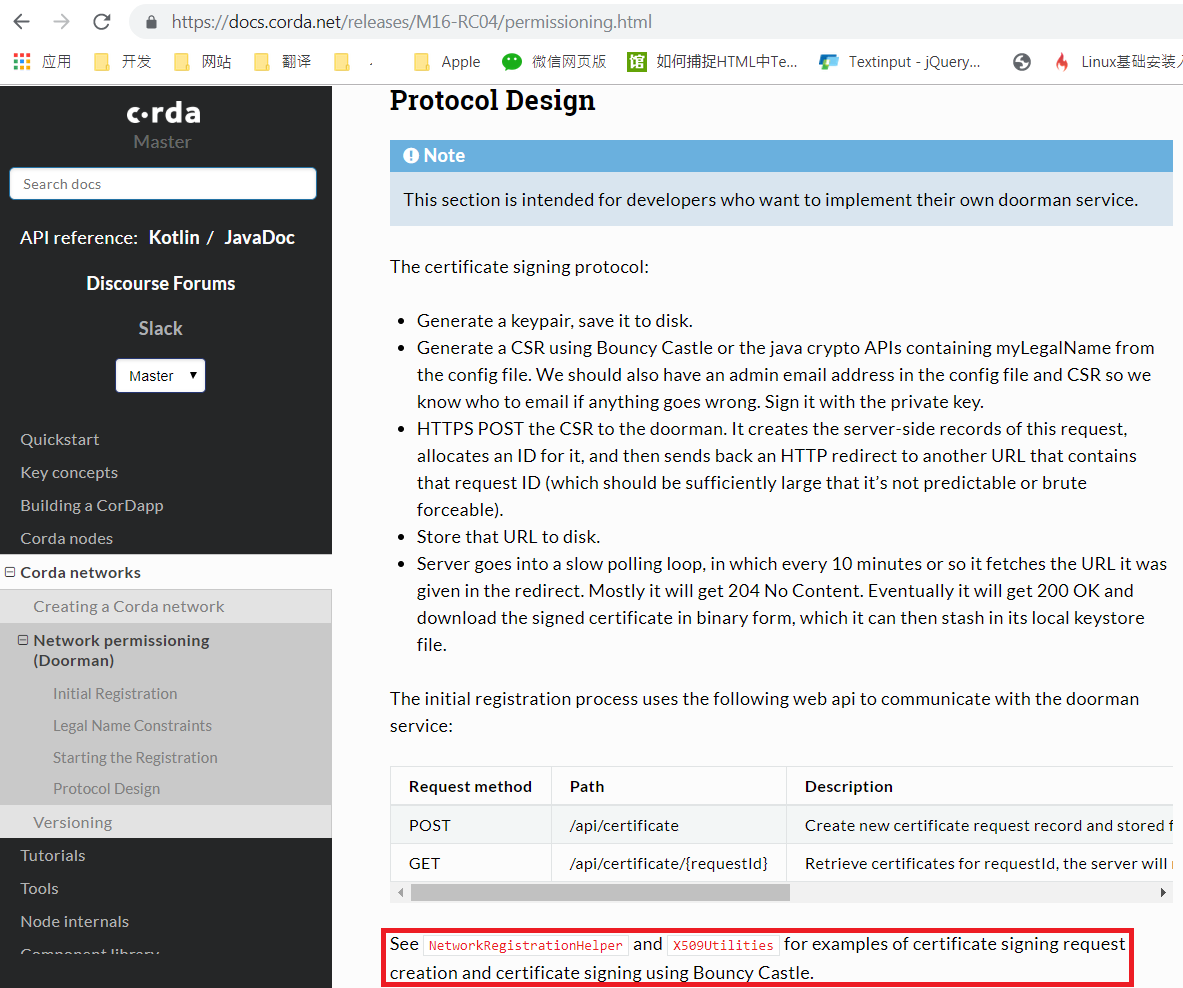 https://docs.corda.net/releases/M16-RC04/permissioning.html
应用 开发 网站 翻译 . Apple 微信网页版 如何捕捉HTML中Te... Textinput - jQuery... Linux基础安装
c·rda
Master
Search docs
API reference: Kotlin / JavaDoc
Discourse Forums
Slack
Master
Quickstart
Key concepts
Building a CorDapp
Corda nodes
Corda networks
Creating a Corda network
Network permissioning
(Doorman)
Initial Registration
Legal Name Constraints
Starting the Registration
Protocol Design
Versioning
Tutorials
Tools
Node internals
Component library
Protocol Design
Note
This section is intended for developers who want to implement their own doorman service.
The certificate signing protocol:
• Generate a keypair, save it to disk.
• Generate a CSR using Bouncy Castle or the java crypto APIs containing myLegalName from
the config file. We should also have an admin email address in the config file and CSR so we
know who to email if anything goes wrong. Sign it with the private key.
• HTTPS POST the CSR to the doorman. It creates the server-side records of this request,
allocates an ID for it, and then sends back an HTTP redirect to another URL that contains
that request ID (which should be sufficiently large that it’s not predictable or brute
forceable).
• Store that URL to disk.
• Server goes into a slow polling loop, in which every 10 minutes or so it fetches the URL it was
given in the redirect. Mostly it will get 204 No Content. Eventually it will get 200 OK and
download the signed certificate in binary form, which it can then stash in its local keystore
file.
The initial registration process uses the following web api to communicate with the doorman
service:
Request method Path Description
POST /api/certificate Create new certificate request record and stored
GET /api/certificate/{requestId} Retrieve certificates for requestId, the server will
See NetworkRegistrationHelper and X509Utilities for examples of certificate signing request
creation and certificate signing using Bouncy Castle.